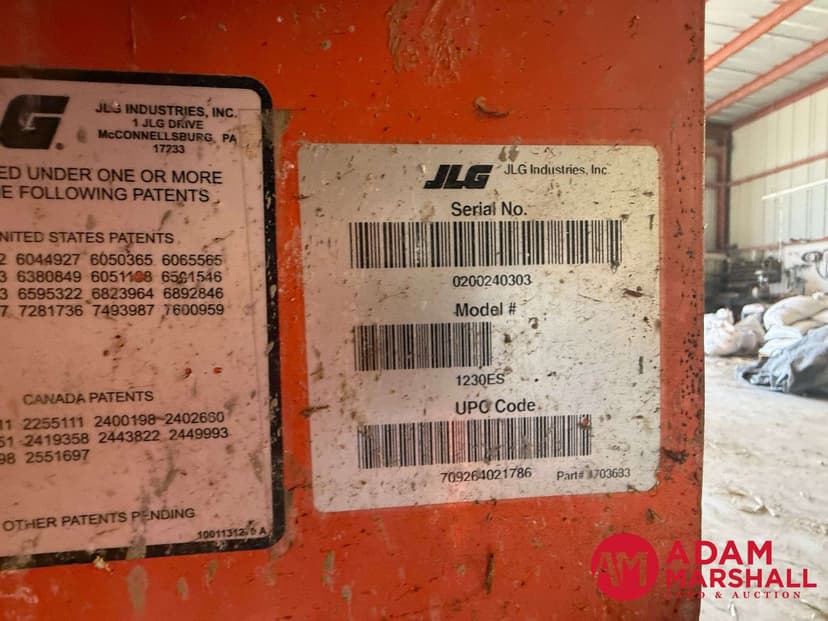 G.
JLG INDUSTRIES, INC.
1 JLG DRIVE
McCONNELLSBURG, PA
17233
ED UNDER ONE OR MORE
E FOLLOWING PATENTS
NITED STATES PATENTS
2 6044927 6050365 6065565
3 6380849
3 6595322 6823964 6892846
7 7281736 7493987 7600959
CANADA PATENTS
11 2255111 2400198 2402660
51 2419358 2443822 2449993
98 2551697
OTHER PATENTS PENDING
JLG JLG Industries, Inc.
Serial No.
0200240303
Model #
1230ES
UPC Code
709264021786 Part#
AM ADAM
MARSHALL
& AUCTION